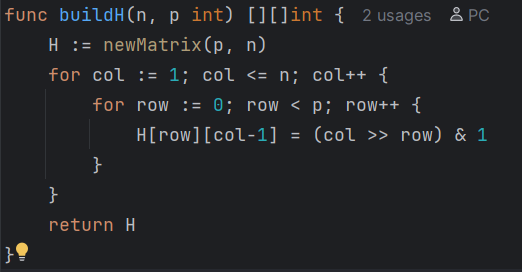 func buildH(n, p int) [][]int { 2 usages PC
    H := newMatrix(p, n)
    for col := 1; col <= n; col++ {
        for row := 0; row < p; row++ {
            H[row][col-1] = (col >> row) & 1
        }
    }
    return H
}